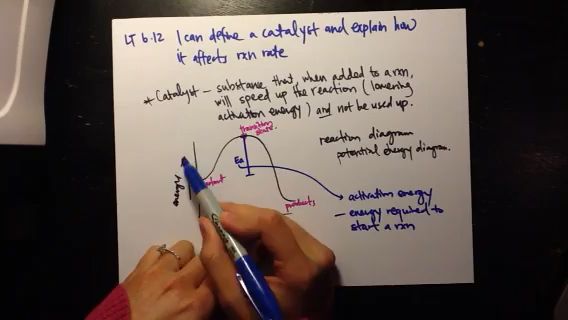 LT 6.12 I can define a catalyst and explain how
it affects rxn rate
* Catalyst - substance that, when added to a rxn,
will speed up the reaction (lowering
activation energy) and not be used up.
transition
state.
reaction diagram
potential energy diagram.
Ea
products
activation energy
- energy required to
start a rxn